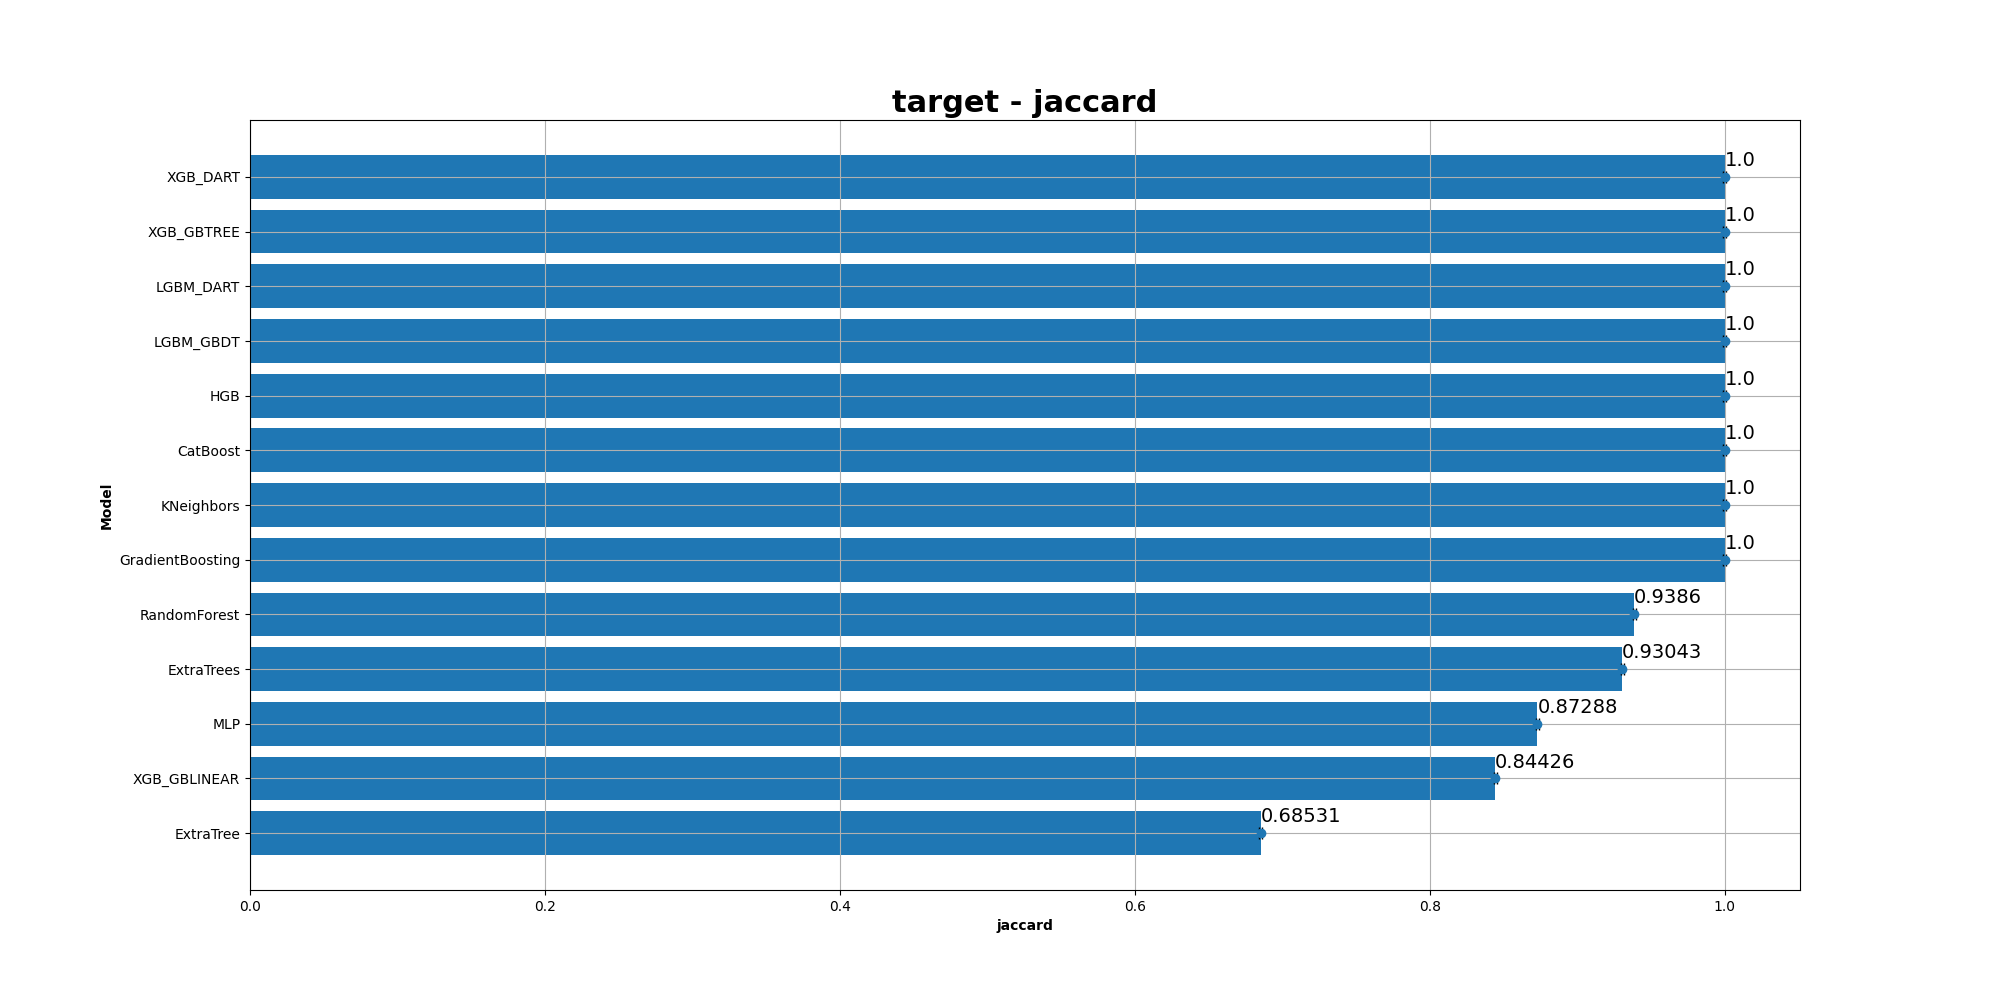 target - jaccard
XGB_DART 1.0
XGB_GBTREE 1.0
LGBM_DART 1.0
LGBM_GBDT 1.0
HGB 1.0
CatBoost 1.0
KNeighbors 1.0
GradientBoosting 1.0
RandomForest 0.9386
ExtraTrees 0.93043
MLP 0.87288
XGB_GBLINEAR 0.84426
ExtraTree 0.68531
Model
0.0 0.2 0.4 0.6 0.8 1.0
jaccard